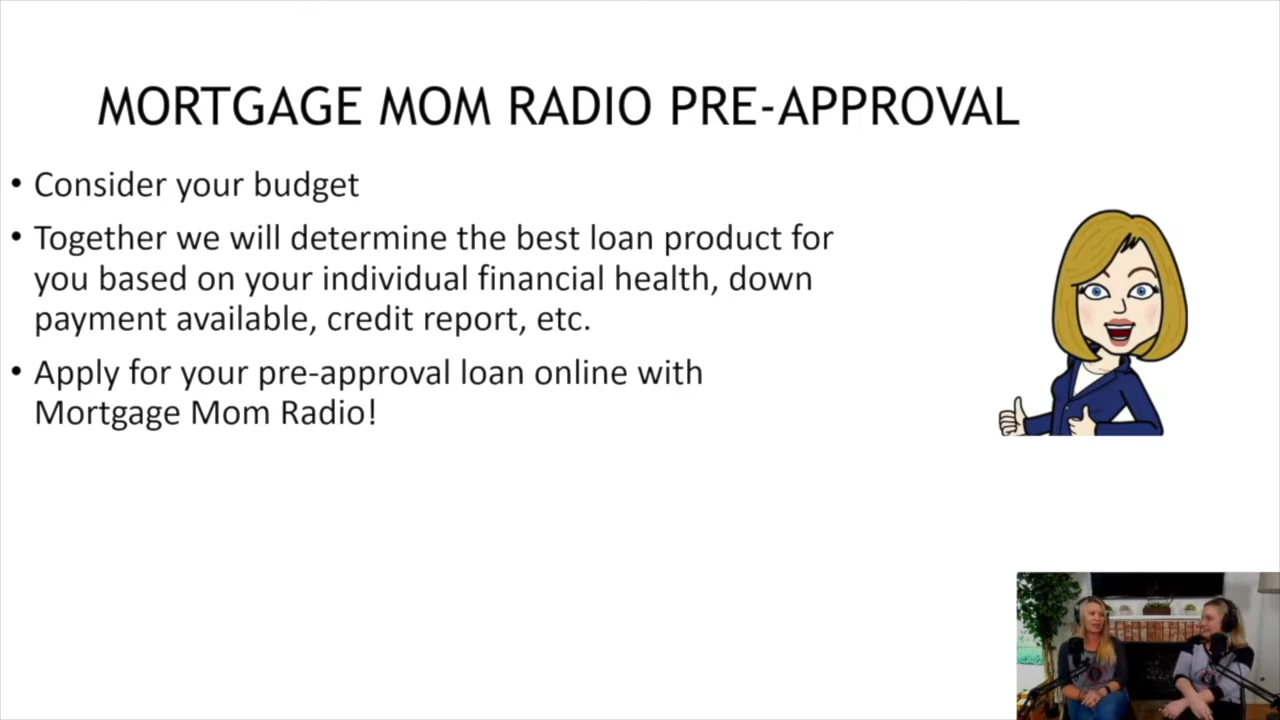 MORTGAGE MOM RADIO PRE-APPROVAL
• Consider your budget
• Together we will determine the best loan product for
you based on your individual financial health, down
payment available, credit report, etc.
• Apply for your pre-approval loan online with
Mortgage Mom Radio!